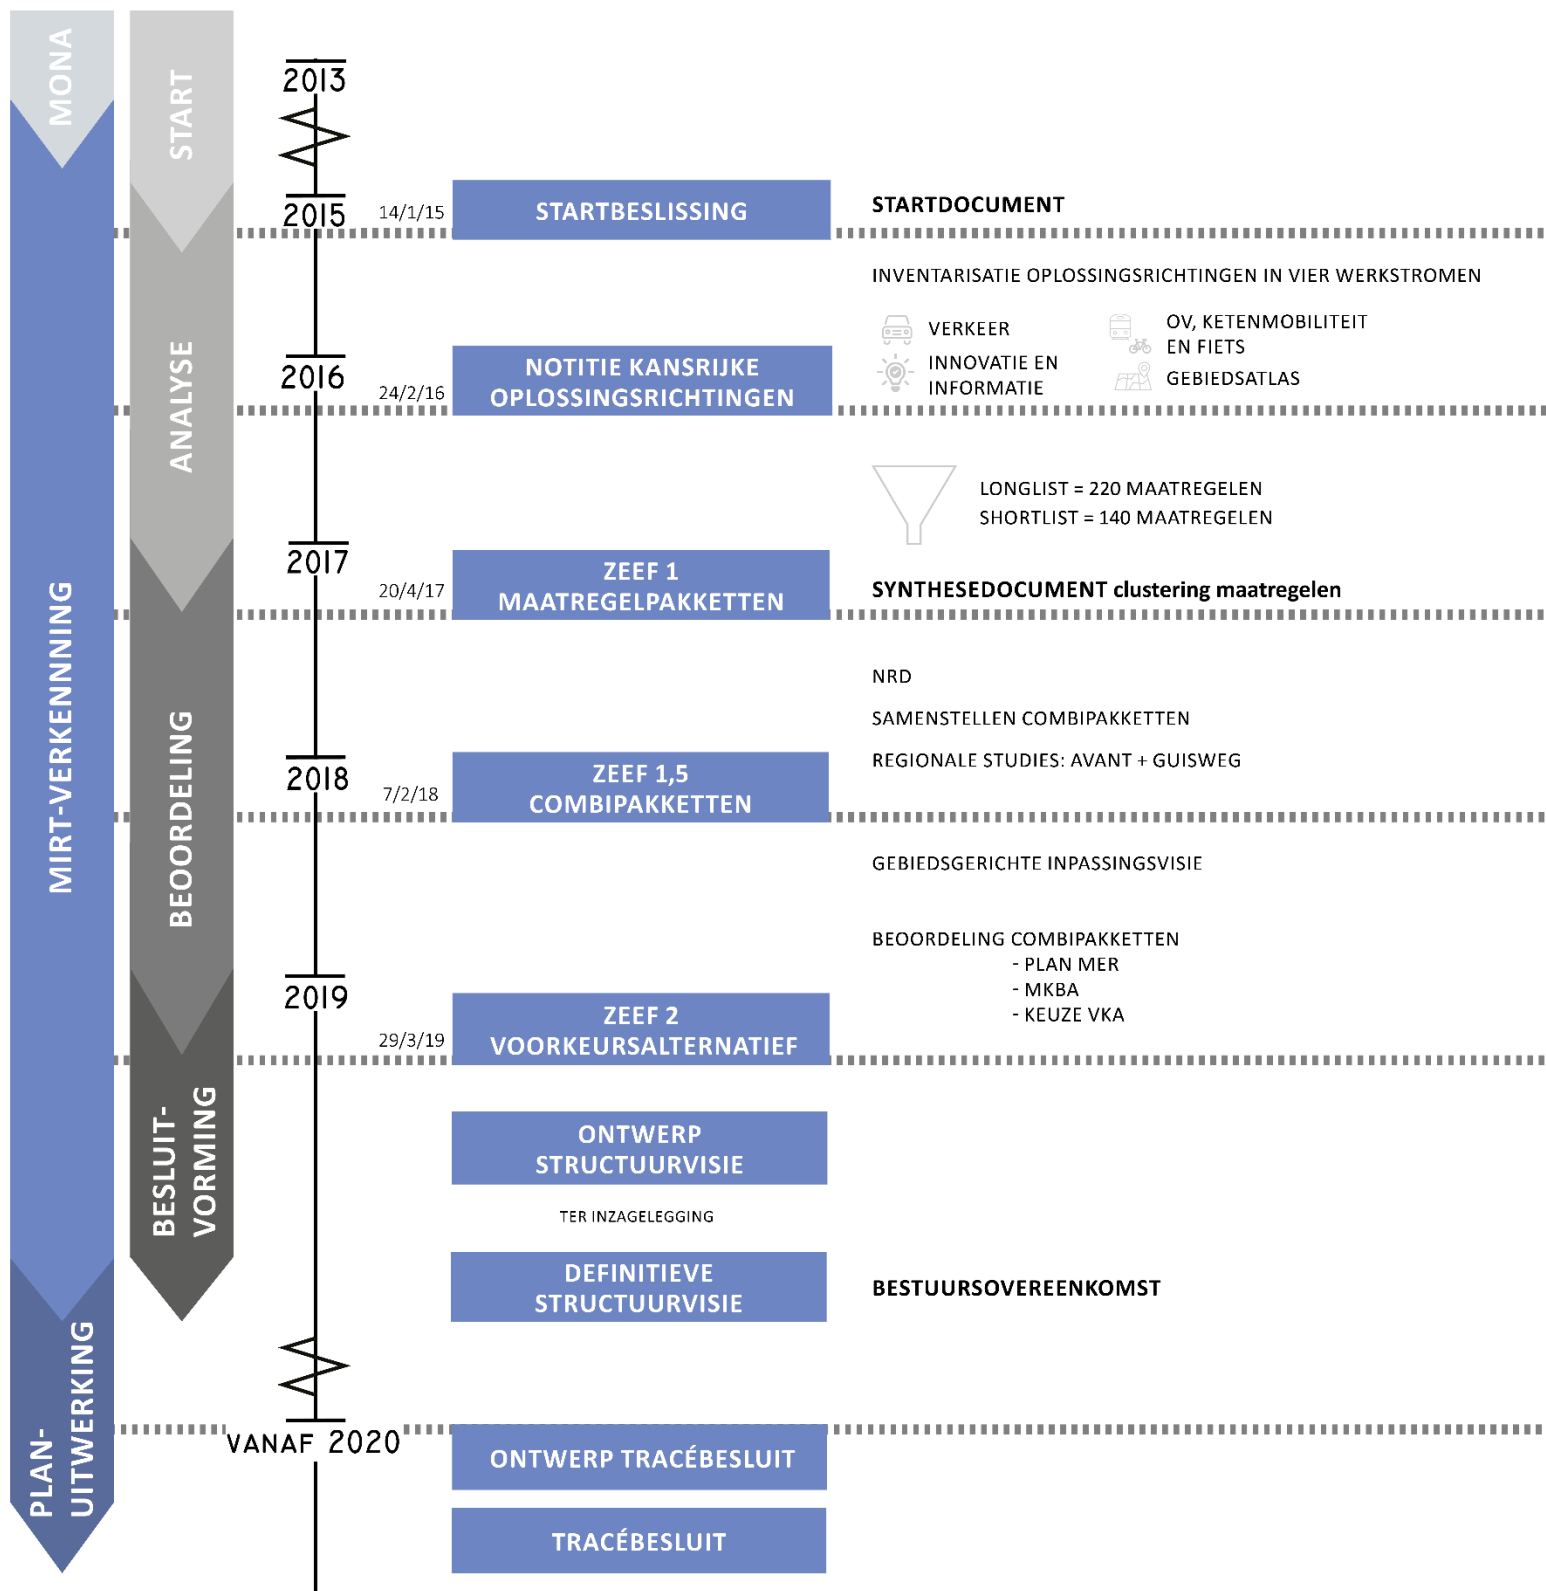 MONA
MIRT-VERKENNNING
PLAN-
UITWERKING
START
ANALYSE
BEOORDELING
BESLUIT-
VORMING
2013
2015
14/1/15
STARTBESLISSING
STARTDOCUMENT
INVENTARISATIE OPLOSSINGSRICHTINGEN IN VIER WERKSTROMEN
VERKEER
OV, KETENMOBILITEIT
EN FIETS
INNOVATIE EN
INFORMATIE
GEBIEDSATLAS
2016
24/2/16
NOTITIE KANSRIJKE
OPLOSSINGSRICHTINGEN
LONGLIST = 220 MAATREGELEN
SHORTLIST = 140 MAATREGELEN
2017
20/4/17
ZEEF 1
MAATREGELPAKKETTEN
SYNTHESEDOCUMENT clustering maatregelen
NRD
SAMENSTELLEN COMBIPAKKETTEN
REGIONALE STUDIES: AVANT + GUISWEG
2018
7/2/18
ZEEF 1,5
COMBIPAKKETTEN
GEBIEDSGERICHTE INPASSINGSVISIE
BEOORDELING COMBIPAKKETTEN
- PLAN MER
- MKBA
- KEUZE VKA
2019
29/3/19
ZEEF 2
VOORKEURSALTERNATIEF
ONTWERP
STRUCTUURVISIE
TER INZAGELEGGING
DEFINITIEVE
STRUCTUURVISIE
BESTUURSOVEREENKOMST
VANAF 2020
ONTWERP TRACÉBESLUIT
TRACÉBESLUIT